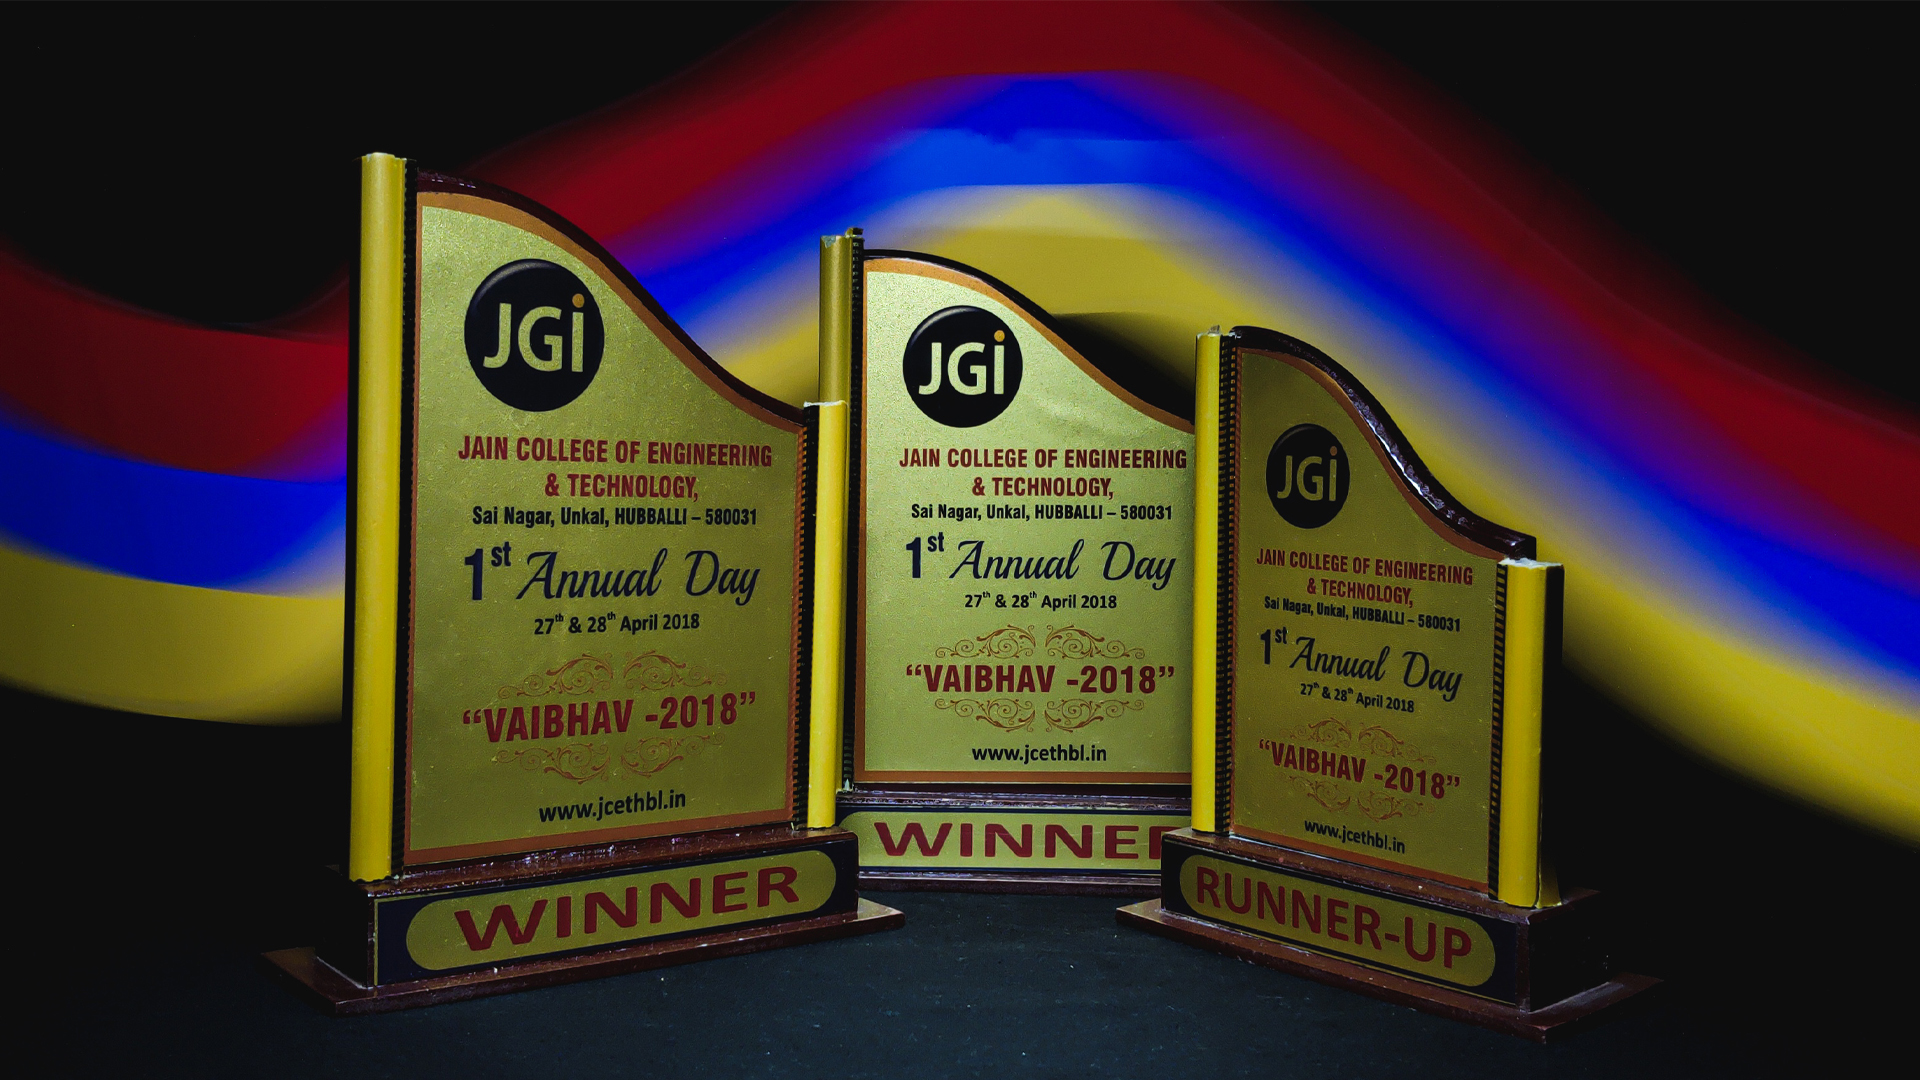 JGi
JAIN COLLEGE OF ENGINEERING
& TECHNOLOGY,
Sai Nagar, Unkal, HUBBALLI – 580031
1st Annual Day
27th & 28th April 2018
“VAIBHAV -2018”
www.jcethbl.in
WINNER
JGi
JAIN COLLEGE OF ENGINEERING
& TECHNOLOGY,
Sai Nagar, Unkal, HUBBALLI – 580031
1st Annual Day
27th & 28th April 2018
“VAIBHAV -2018”
www.jcethbl.in
WINNER
JGi
JAIN COLLEGE OF ENGINEERING
& TECHNOLOGY,
Sai Nagar, Unkal, HUBBALLI – 580031
1st Annual Day
27th & 28th April 2018
“VAIBHAV -2018”
www.jcethbl.in
RUNNER-UP